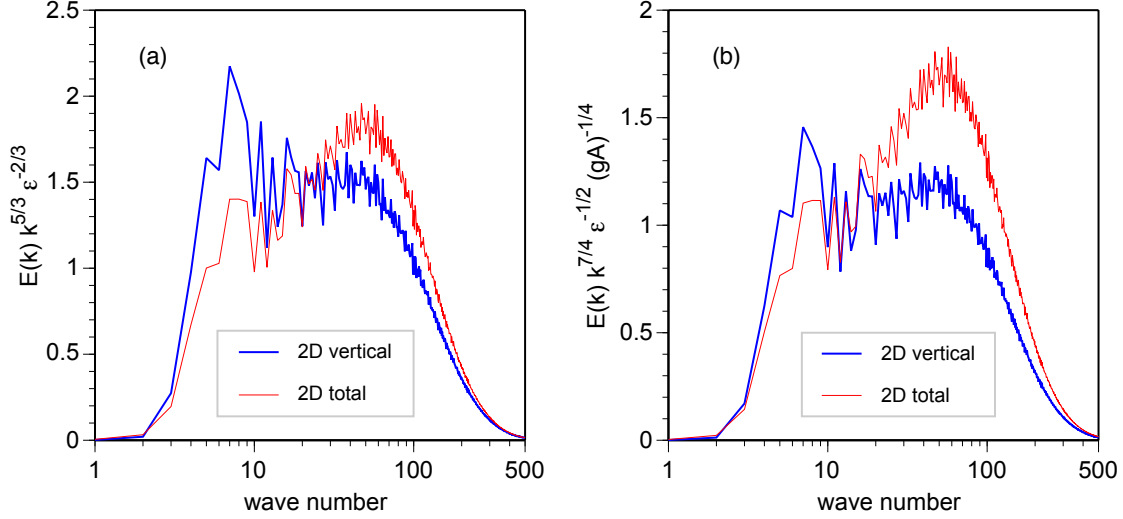 (a)
E(k) k^5/3 ε^-2/3
2.5
2
1.5
1
0.5
0
2D vertical
2D total
1
10
100
500
wave number
(b)
E(k) k^7/4 ε^-1/2 (gA)^-1/4
2
1.5
1
0.5
0
2D vertical
2D total
1
10
100
500
wave number